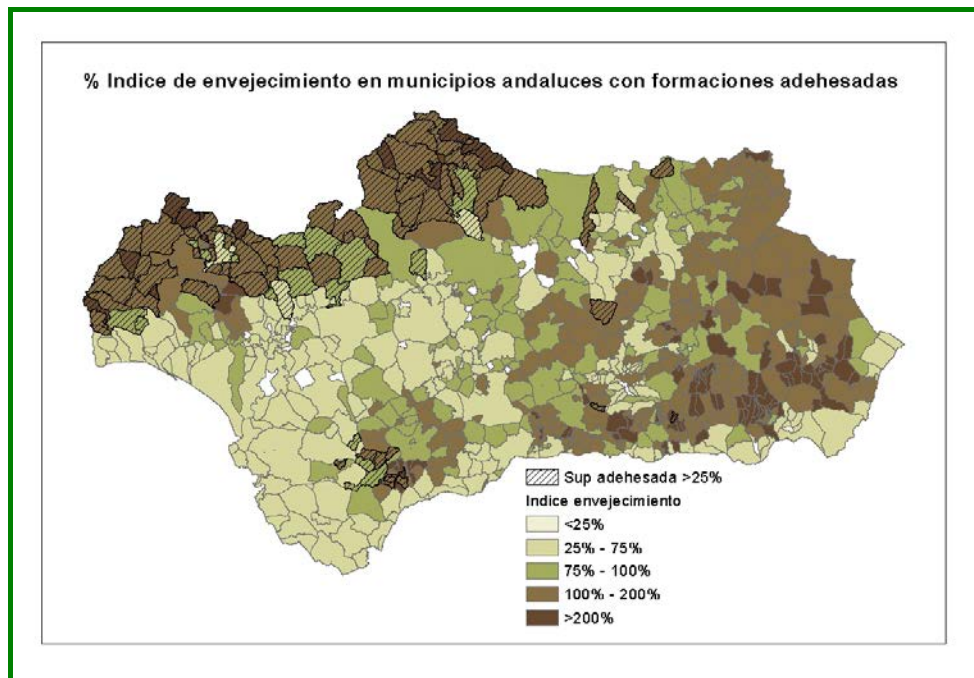 % Indice de envejecimiento en municipios andaluces con formaciones adehesadas
Sup adehesada >25%
Indice envejecimiento
<25%
25% - 75%
75% - 100%
100% - 200%
>200%